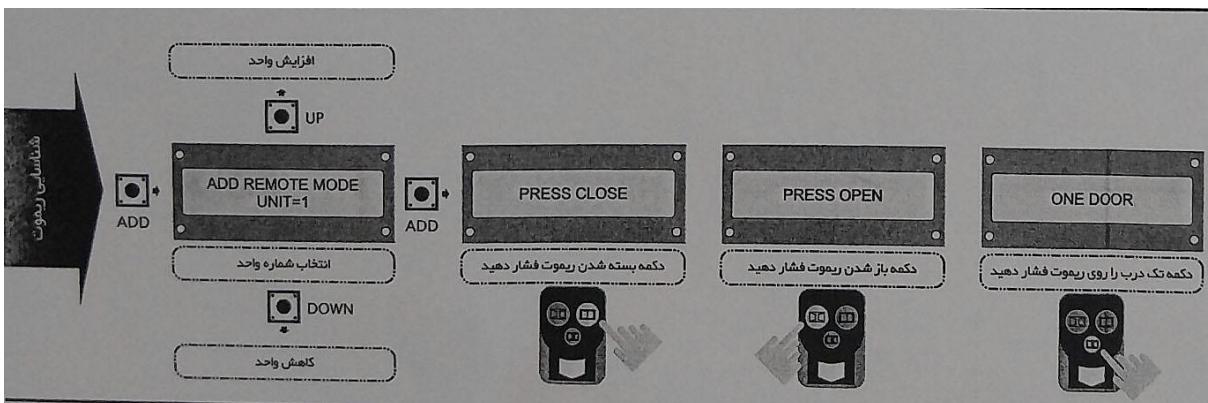 شناسایی ریموت
افزایش واحد
UP
ADD
ADD REMOTE MODE
UNIT=1
انتخاب شماره واحد
DOWN
کاهش واحد
ADD
PRESS CLOSE
دکمه بسته شدن ریموت فشار دهید
PRESS OPEN
دکمه باز شدن ریموت فشار دهید
ONE DOOR
دکمه تک درب را روی ریموت فشار دهید